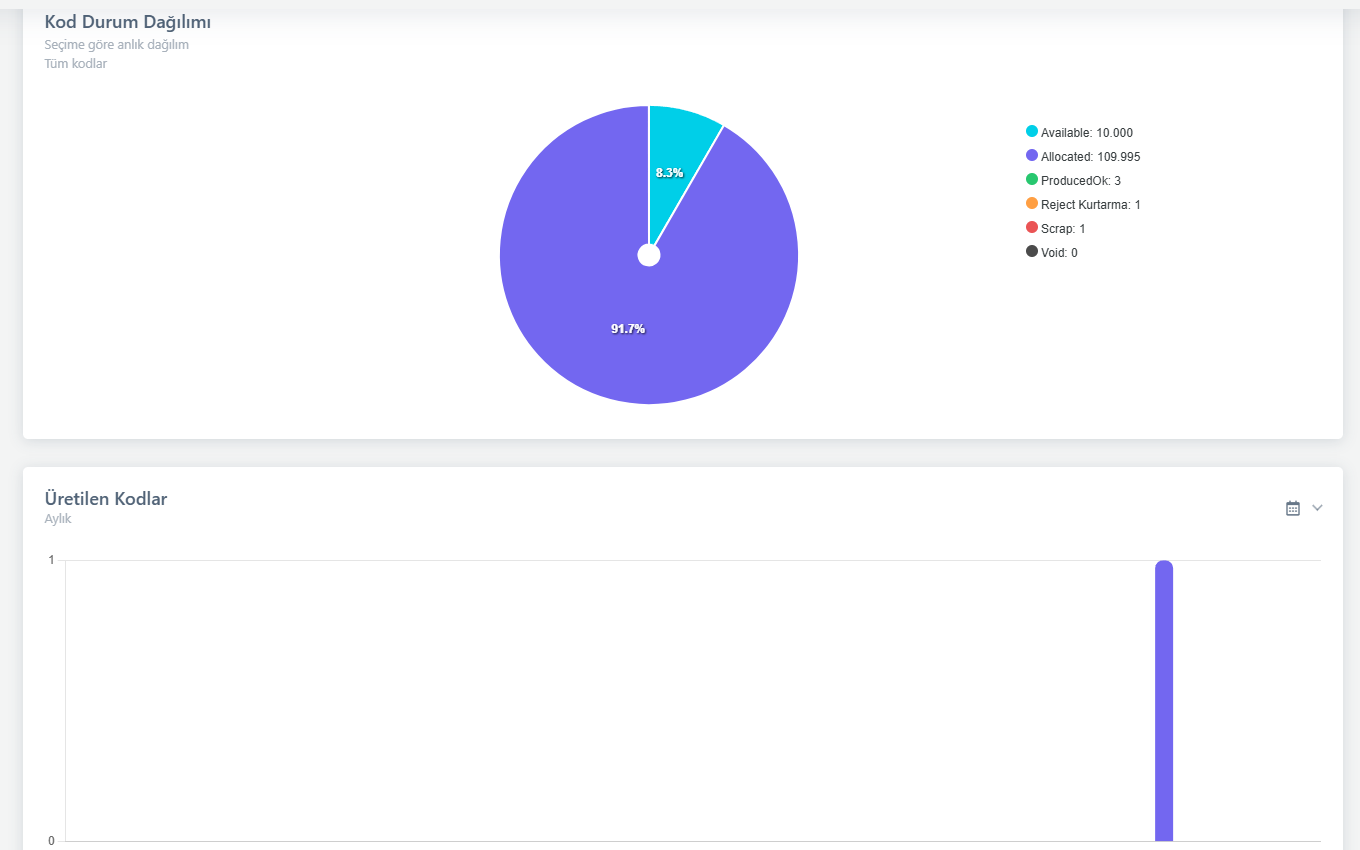 Kod Durum Dağılımı
Seçime göre anlık dağılım
Tüm kodlar
8.3%
91.7%
Available: 10.000
Allocated: 109.995
ProducedOk: 3
Reject Kurtarma: 1
Scrap: 1
Void: 0
Üretilen Kodlar
Aylık
1
0